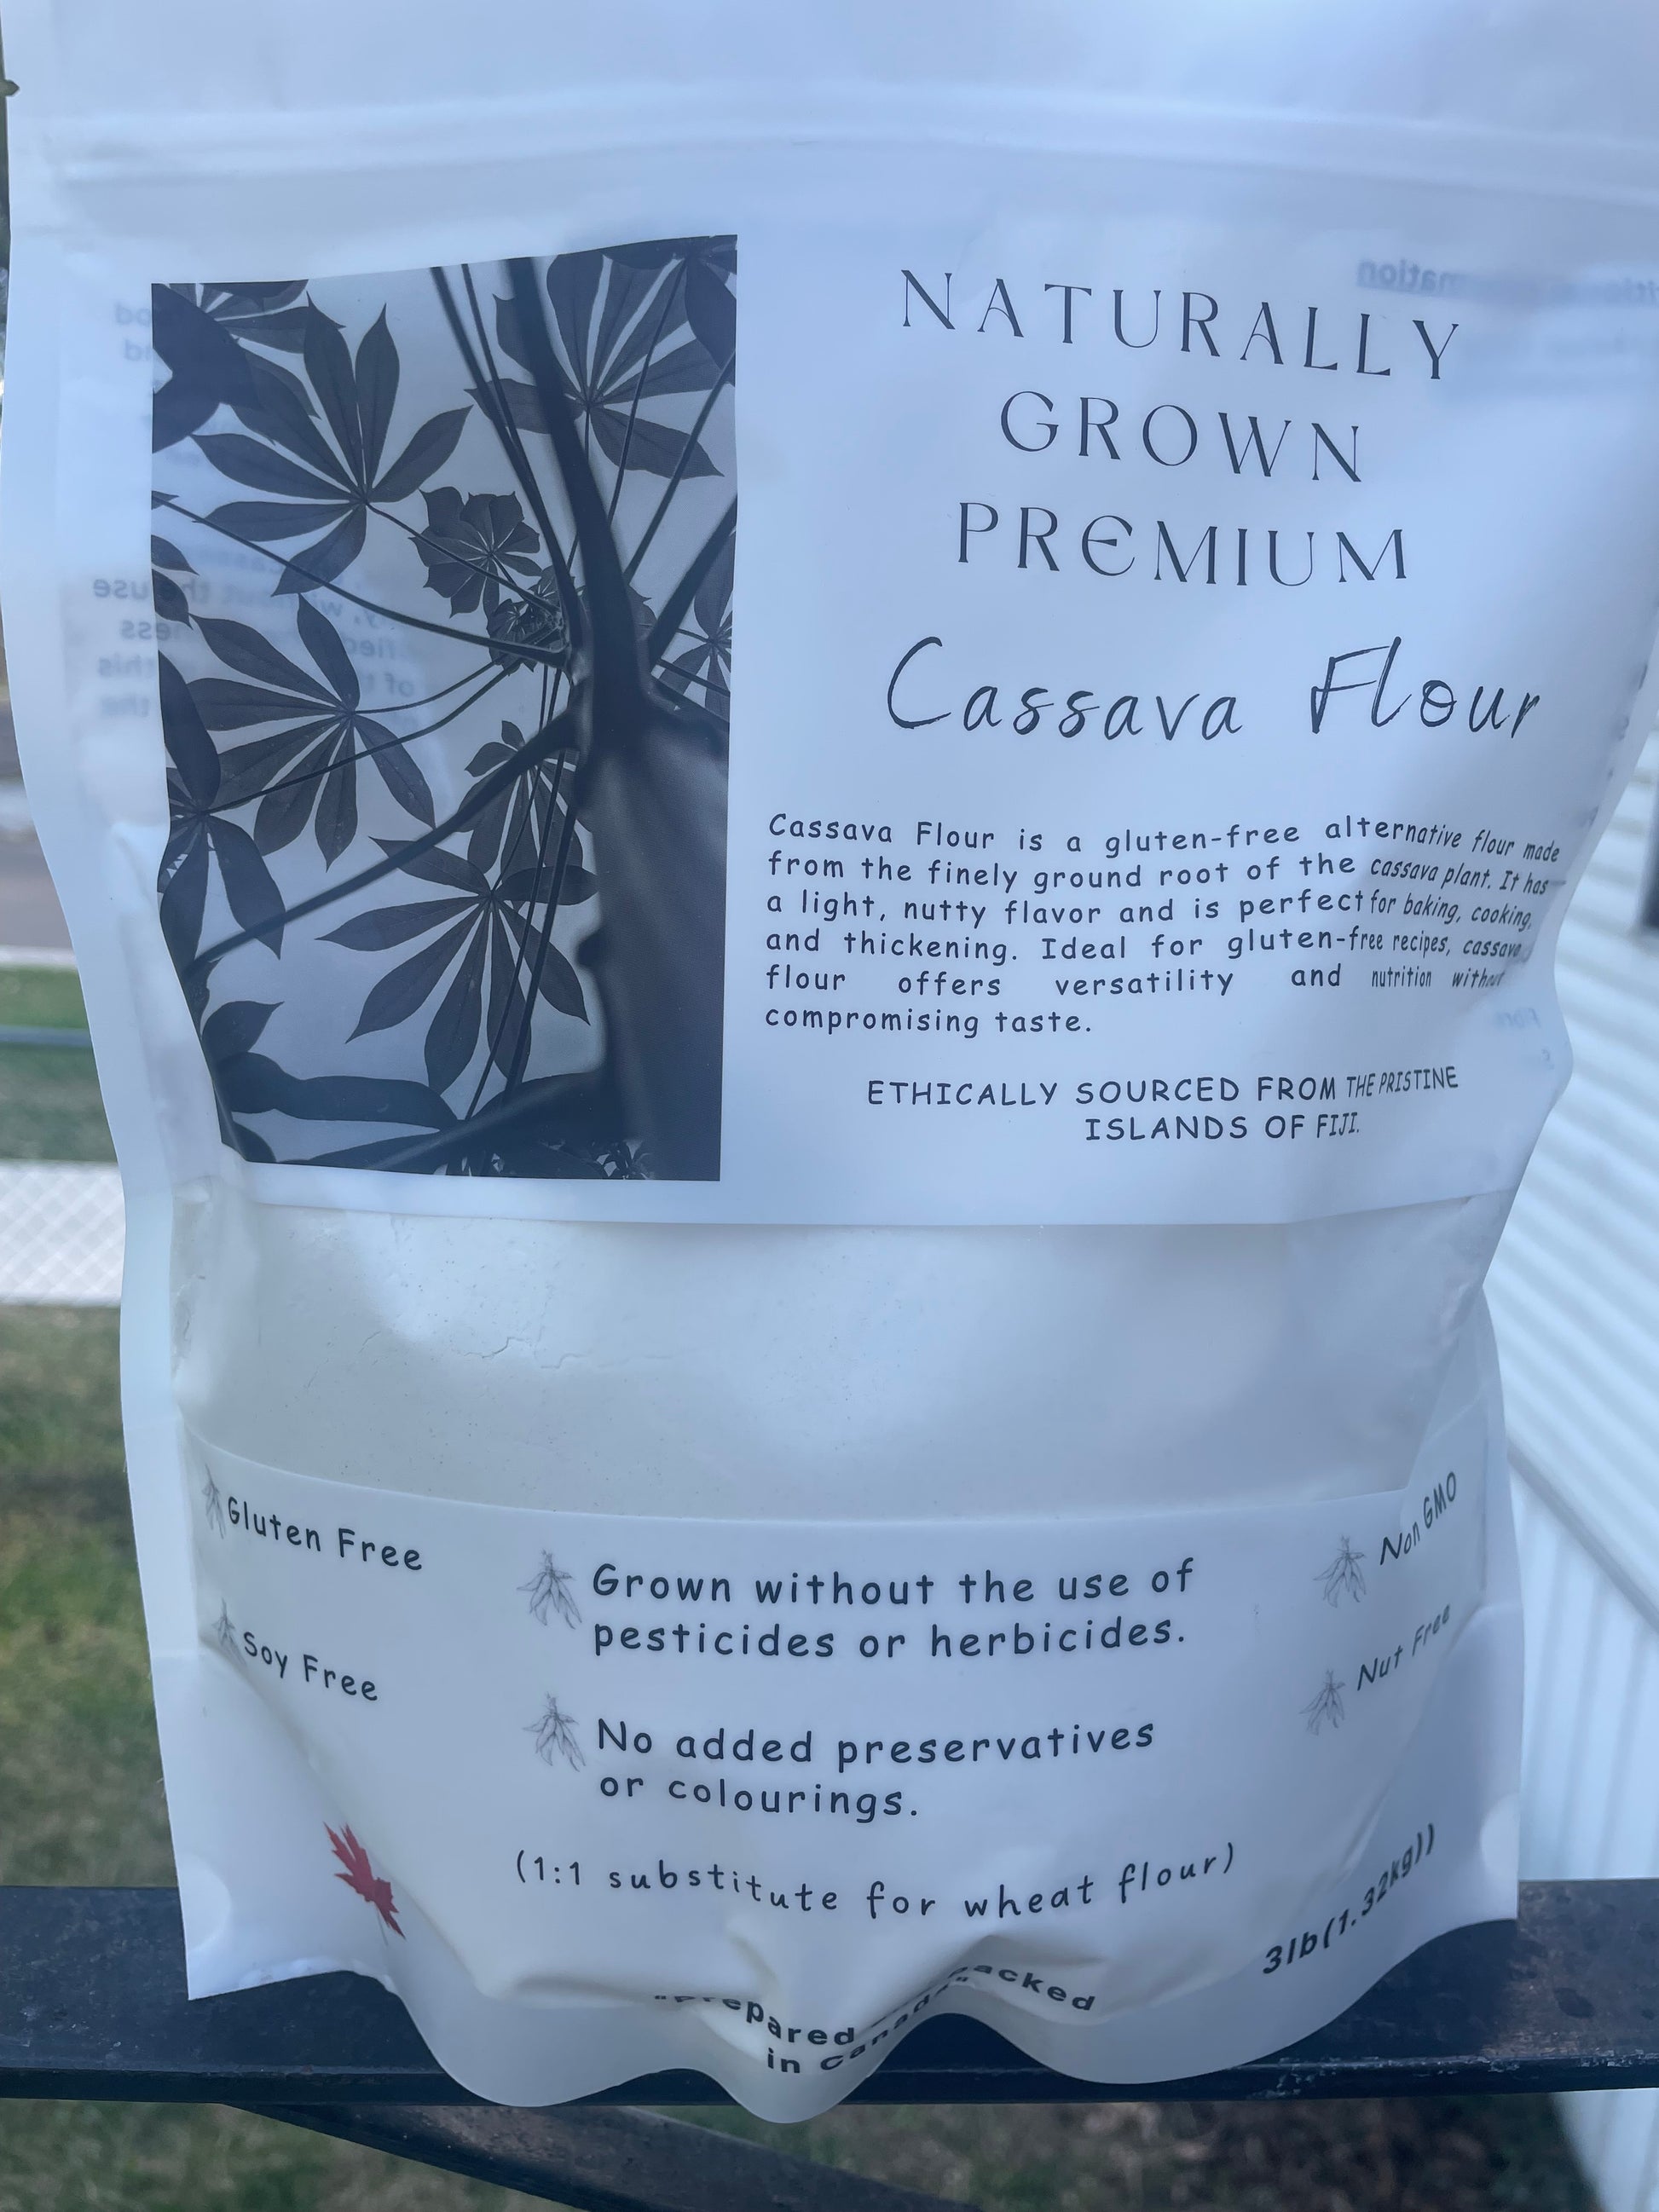 NATURALLY
GROWN
PREMIUM
Cassava Flour
Cassava Flour is a gluten-free alternative flour made
from the finely ground root of the cassava plant. It has
a light, nutty flavor and is perfect for baking, cooking,
and thickening. Ideal for gluten-free recipes, cassava
flour offers versatility and nutrition without
compromising taste.
ETHICALLY SOURCED FROM THE PRISTINE
ISLANDS OF FIJI.
Gluten Free
Soy Free
Grown without the use of
pesticides or herbicides.
No added preservatives
or colourings.
Non GMO
Nut Free
(1:1 substitute for wheat flour)
3lb(1.32kg))
"Prepared packed
in Canada"